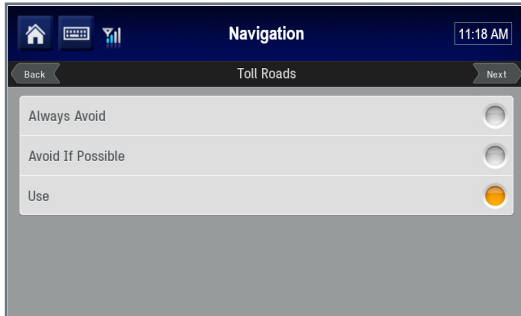 Navigation
11:18 AM
Back
Toll Roads
Next
Always Avoid
Avoid If Possible
Use